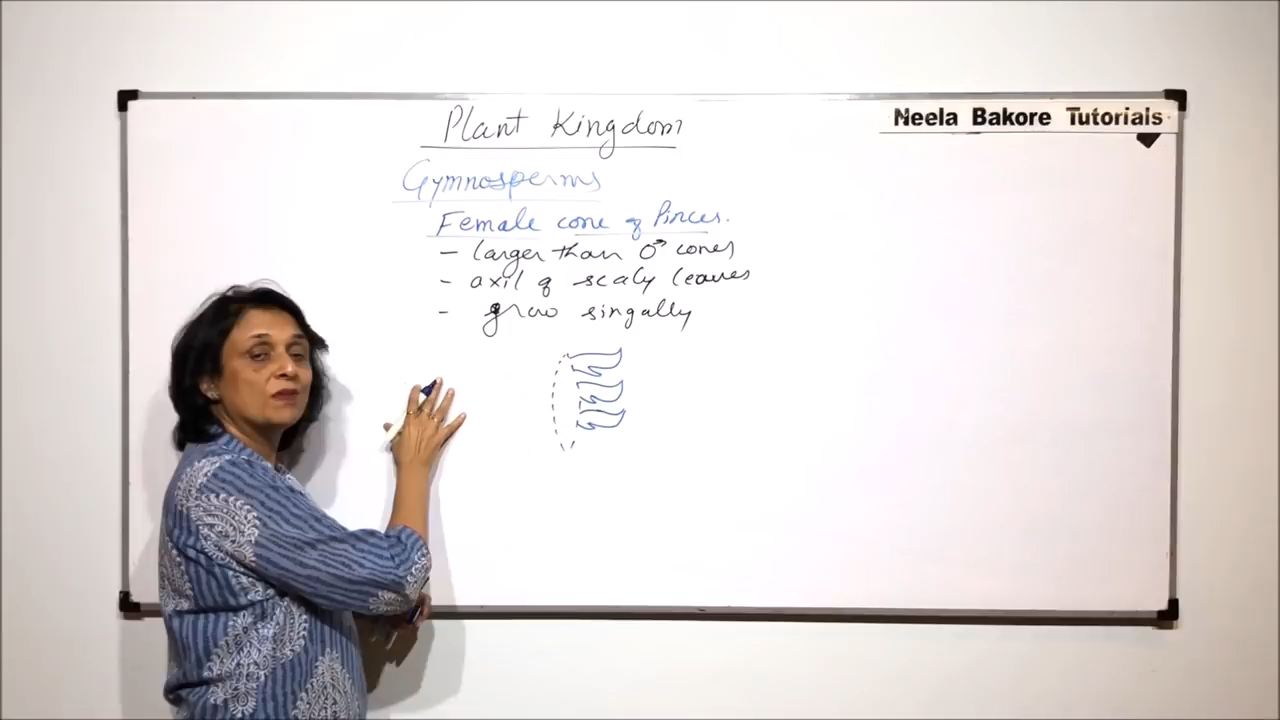 Neela Bakore Tutorials
Plant Kingdom
Gymnosperms
Female cone of Pinces.
- larger than ♂ cones
- axil of scaly leaves
- grow singally